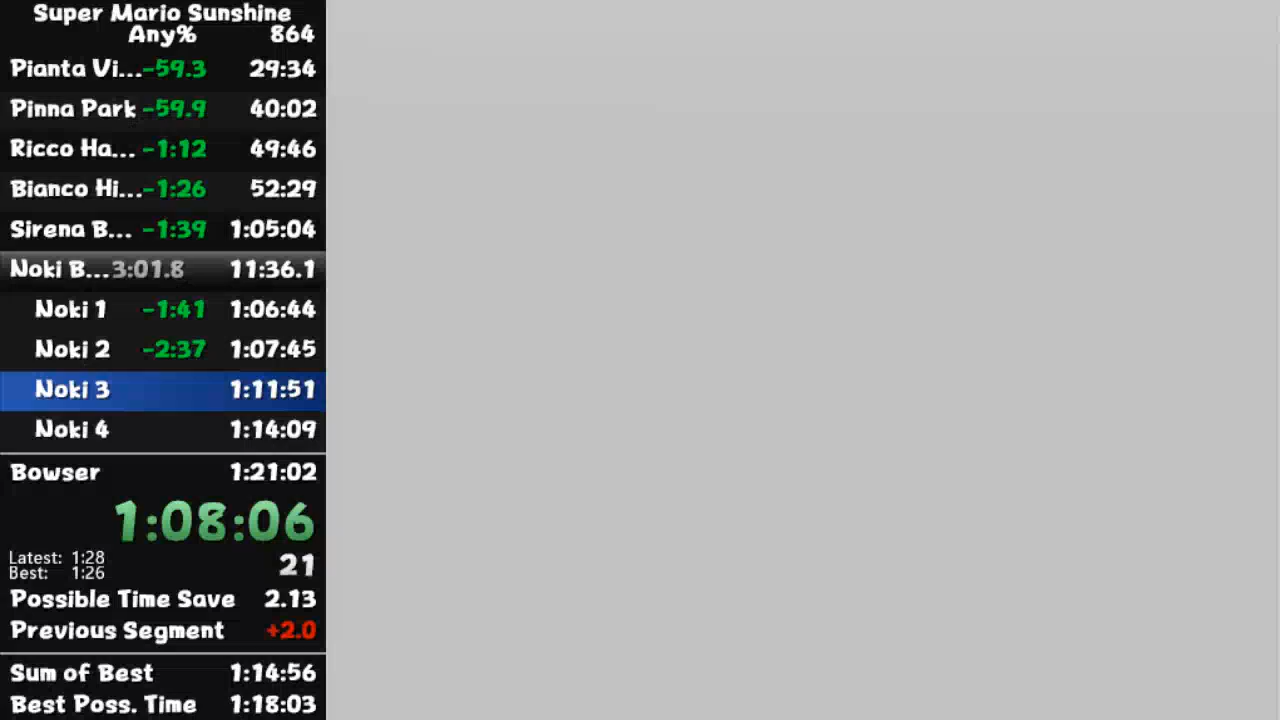 Super Mario Sunshine
Any% 864
Pianta Vi... -59.3 29:34
Pinna Park -59.9 40:02
Ricco Ha... -1:12 49:46
Bianco Hi... -1:26 52:29
Sirena B... -1:39 1:05:04
Noki B... 3:01.8 11:36.1
Noki 1 -1:41 1:06:44
Noki 2 -2:37 1:07:45
Noki 3 1:11:51
Noki 4 1:14:09
Bowser 1:21:02
1:08:06
Latest: 1:28
Best: 1:26
21
Possible Time Save 2.13
Previous Segment +2.0
Sum of Best 1:14:56
Best Poss. Time 1:18:03